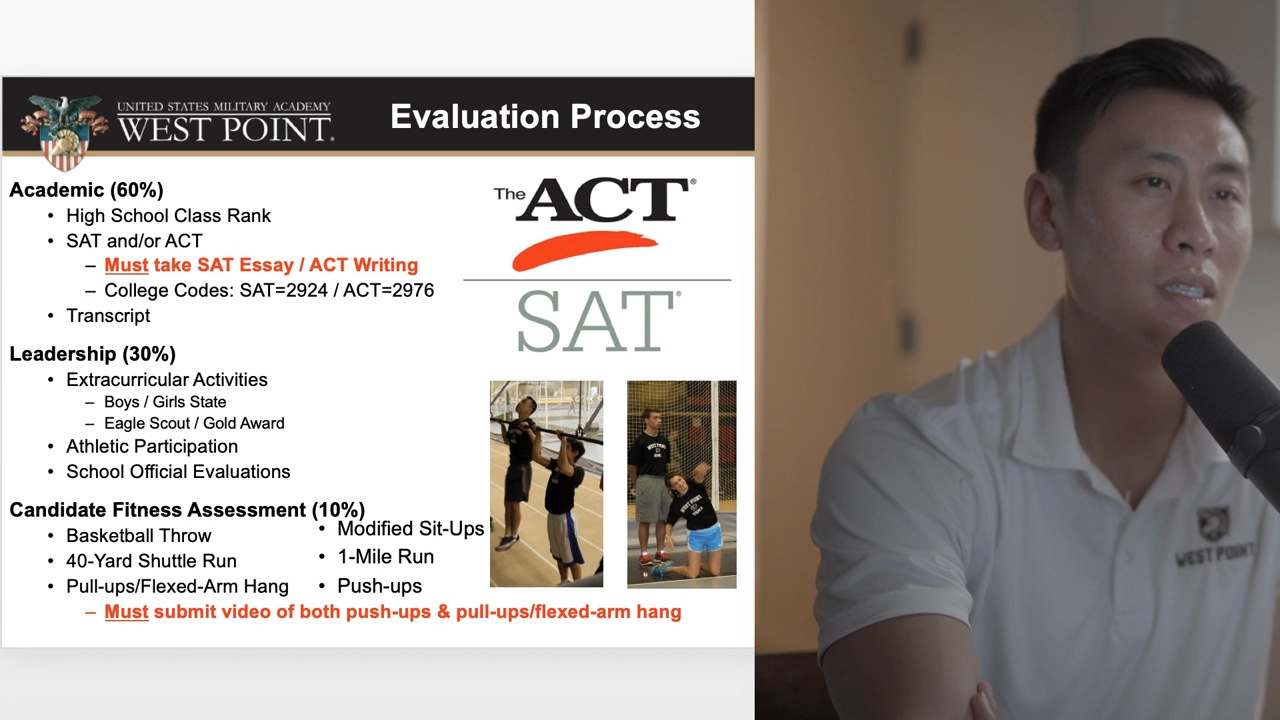 UNITED STATES MILITARY ACADEMY
WEST POINT®
Evaluation Process
Academic (60%)
• High School Class Rank
• SAT and/or ACT
– Must take SAT Essay / ACT Writing
– College Codes: SAT=2924 / ACT=2976
• Transcript
The ACT®
SAT®
Leadership (30%)
• Extracurricular Activities
– Boys / Girls State
– Eagle Scout / Gold Award
• Athletic Participation
• School Official Evaluations
Candidate Fitness Assessment (10%)
• Basketball Throw
• 40-Yard Shuttle Run
• Pull-ups/Flexed-Arm Hang
• Modified Sit-Ups
• 1-Mile Run
• Push-ups
– Must submit video of both push-ups & pull-ups/flexed-arm hang
WEST POINT
WEST POINT
WEST POINT